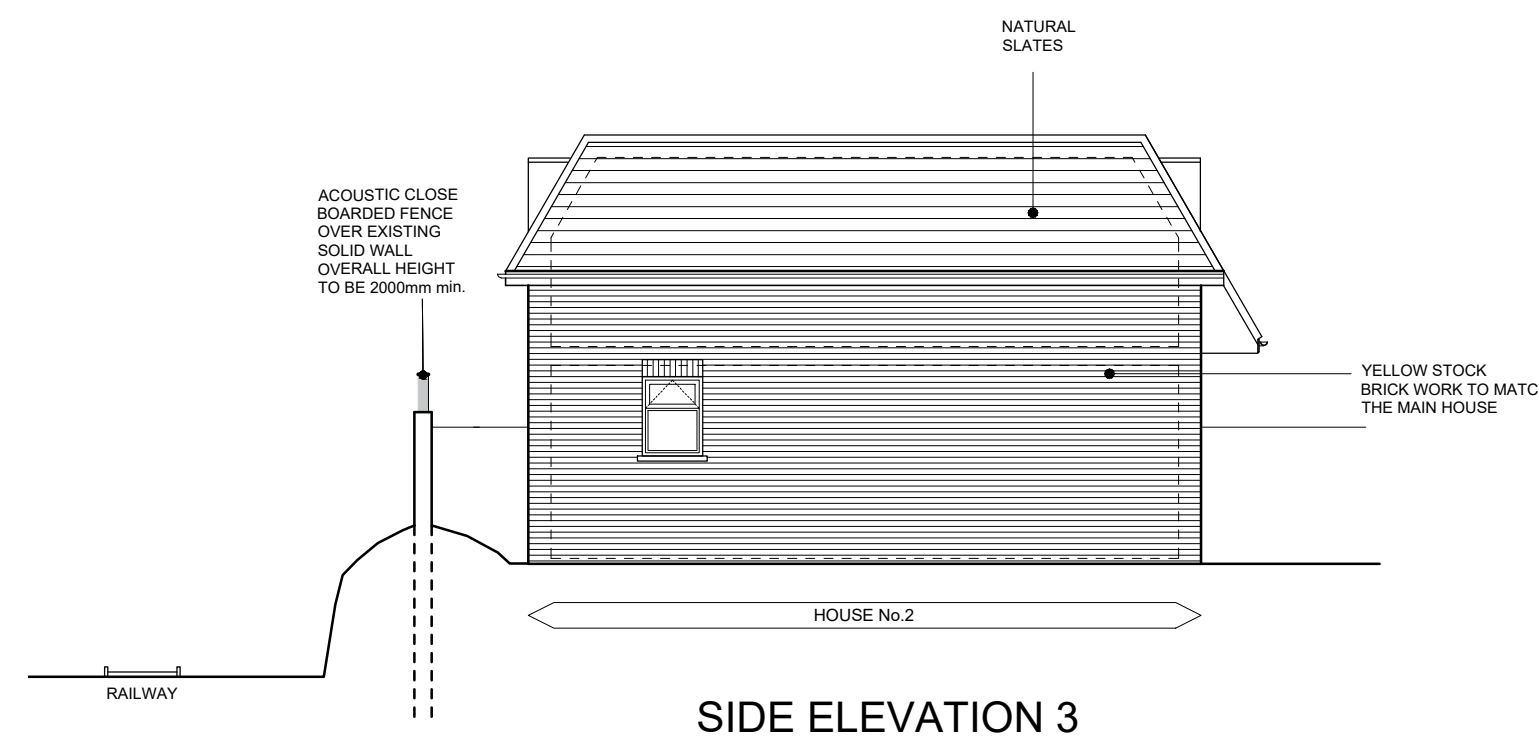 NATURAL
SLATES
ACOUSTIC CLOSE
BOARDED FENCE
OVER EXISTING
SOLID WALL
OVERALL HEIGHT
TO BE 2000mm min.
YELLOW STOCK
BRICK WORK TO MATC
THE MAIN HOUSE
HOUSE No.2
RAILWAY
SIDE ELEVATION 3